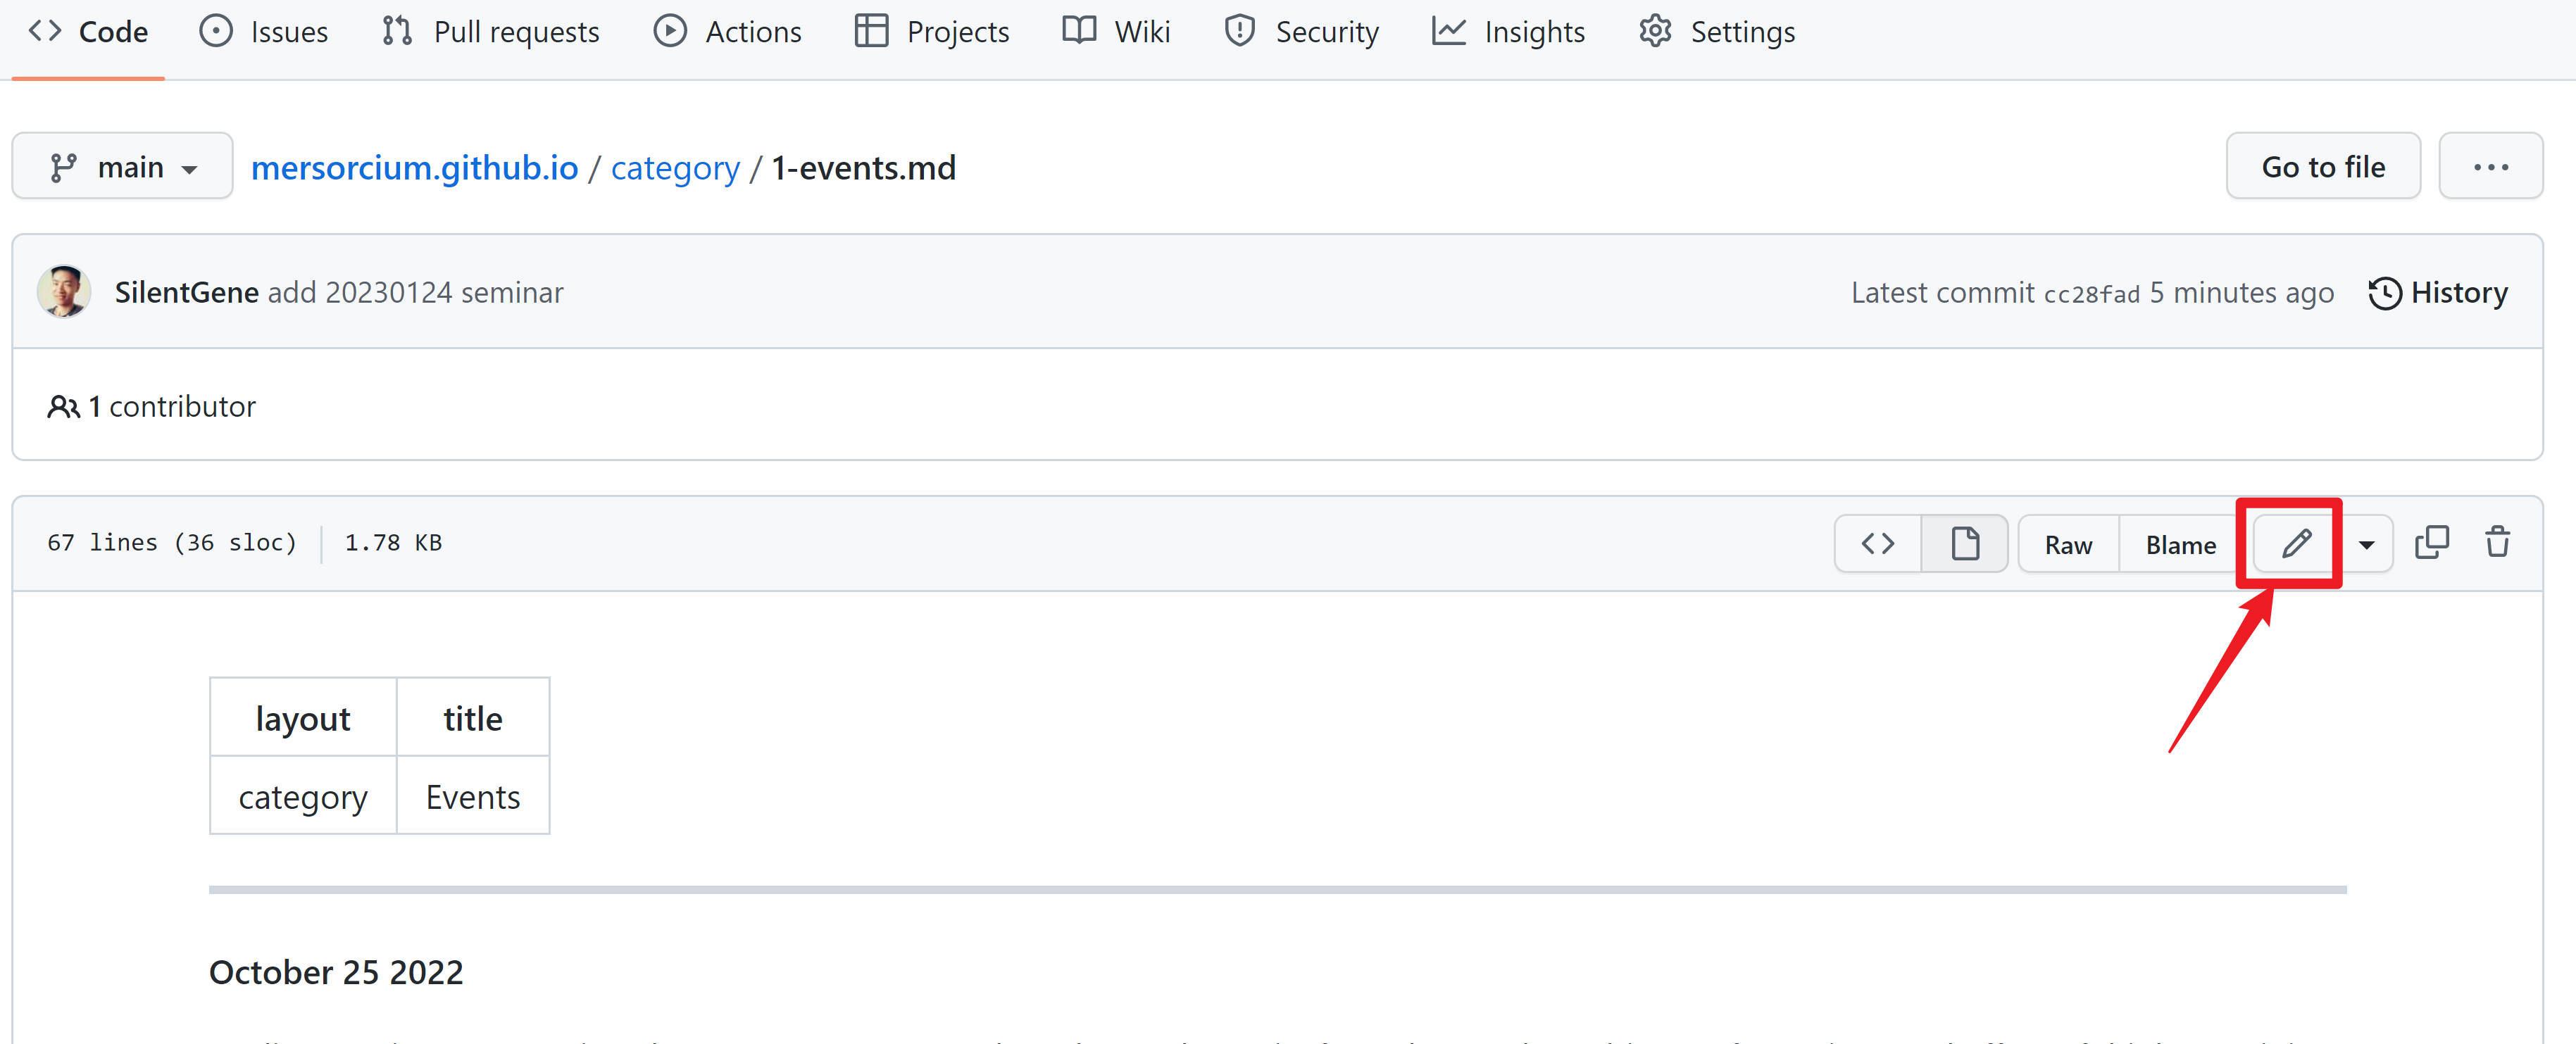 Code Issues Pull requests Actions Projects Wiki Security Insights Settings
main mersorcium.github.io / category / 1-events.md Go to file ...
SilentGene add 20230124 seminar Latest commit cc28fad 5 minutes ago History
1 contributor
67 lines (36 sloc) 1.78 KB Raw Blame
layout title
category Events
October 25 2022